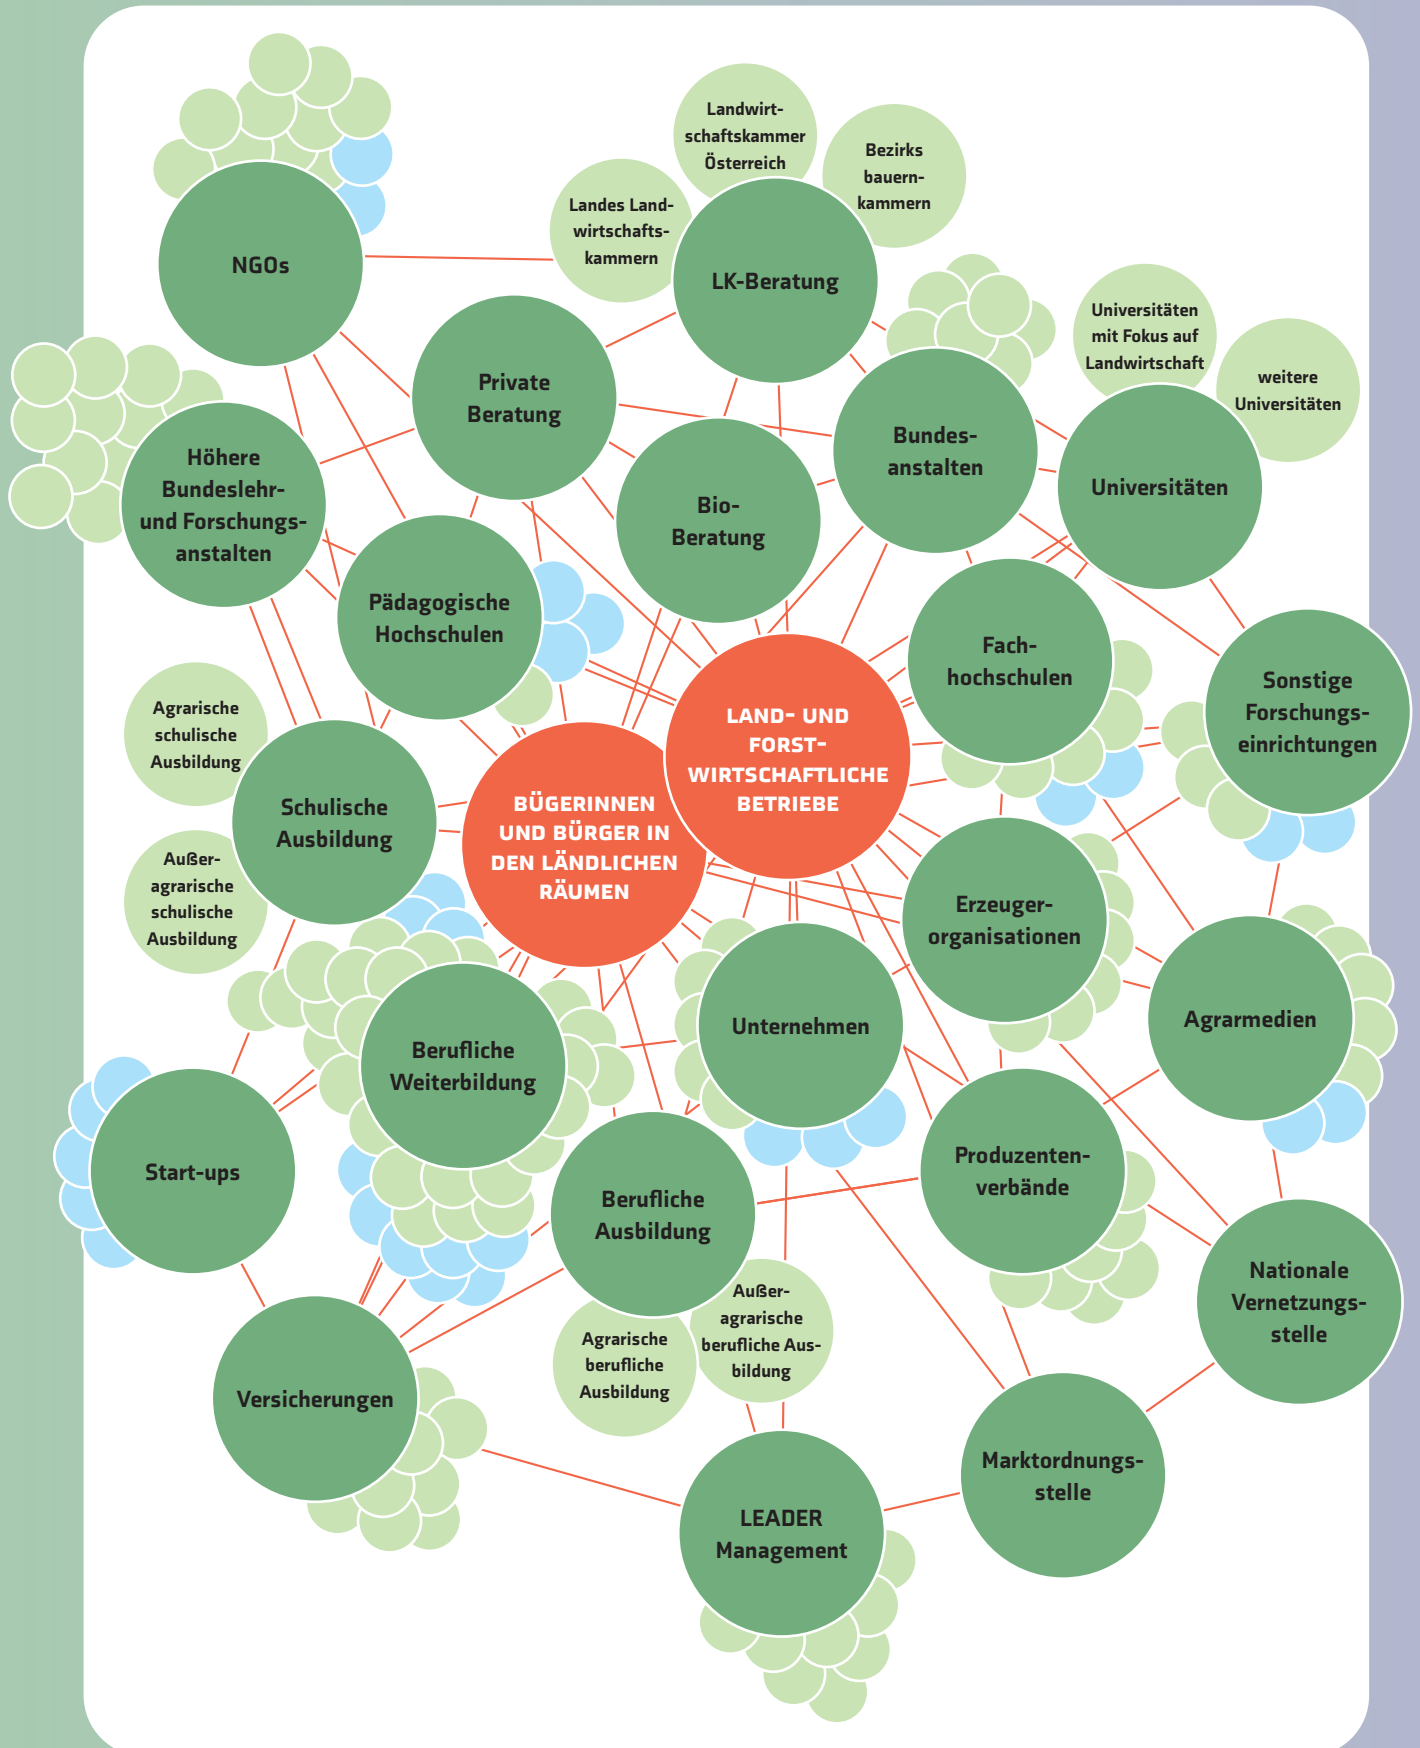 Landwirt-
schaftskammer
Österreich
Bezirks
bauern-
kammern
Landes Land-
wirtschafts-
kammern
NGOs
LK-Beratung
Universitäten
mit Fokus auf
Landwirtschaft
weitere
Universitäten
Private
Beratung
Bundes-
anstalten
Universitäten
Höhere
Bundeslehr-
und Forschungs-
anstalten
Bio-
Beratung
Pädagogische
Hochschulen
Fach-
hochschulen
Sonstige
Forschungs-
einrichtungen
Agrarische
schulische
Ausbildung
LAND- UND
FORST-
WIRTSCHAFTLICHE
BETRIEBE
Schulische
Ausbildung
BÜGERINNEN
UND BÜRGER IN
DEN LÄNDLICHEN
RÄUMEN
Außer-
agrarische
schulische
Ausbildung
Erzeuger-
organisationen
Unternehmen
Agrarmedien
Berufliche
Weiterbildung
Start-ups
Berufliche
Ausbildung
Produzenten-
verbände
Nationale
Vernetzungs-
stelle
Außer-
agrarische
berufliche Aus-
bildung
Agrarische
berufliche
Ausbildung
Versicherungen
Marktordnungs-
stelle
LEADER
Management